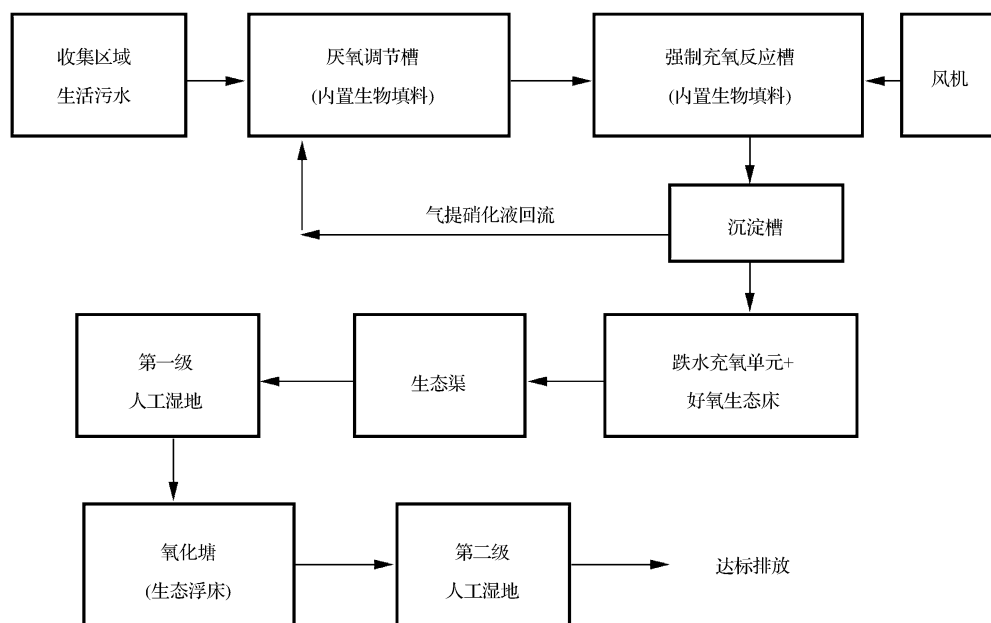 收集区域
生活污水
厌氧调节槽
(内置生物填料)
强制充氧反应槽
(内置生物填料)
风机
气提硝化液回流
沉淀槽
第一级
人工湿地
生态渠
跌水充氧单元+
好氧生态床
氧化塘
(生态浮床)
第二级
人工湿地
达标排放